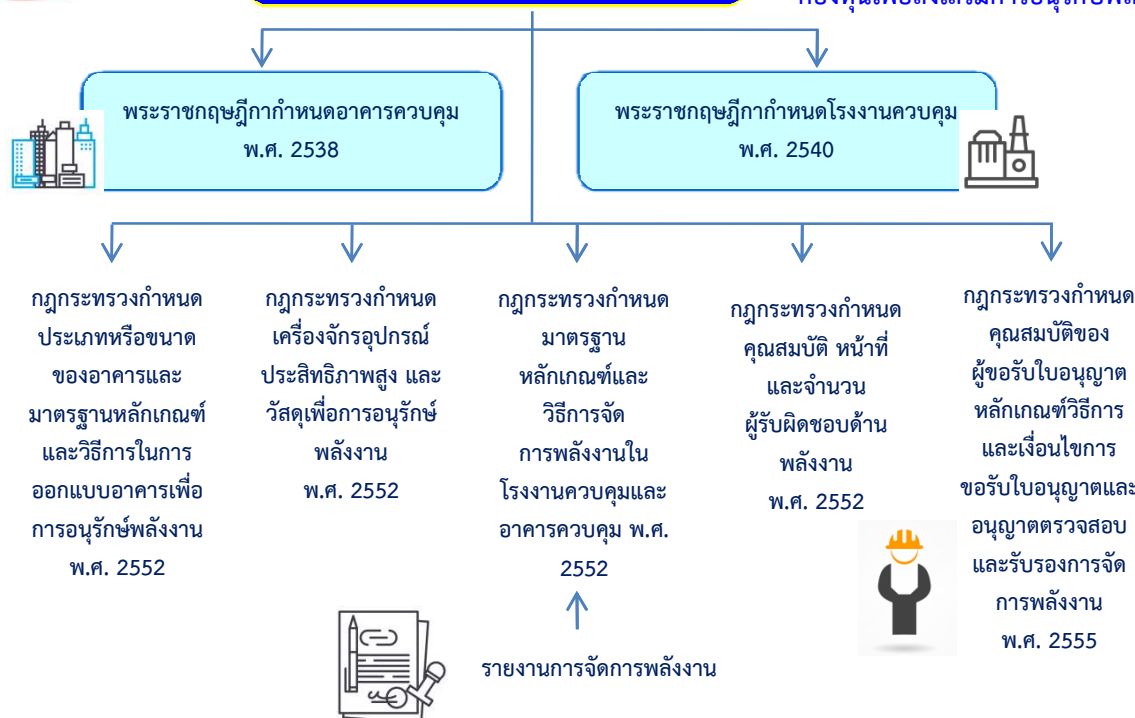 พระราชกฤษฎีกากำหนดอาคารควบคุม
พ.ศ. 2538
พระราชกฤษฎีกากำหนดโรงงานควบคุม
พ.ศ. 2540
กฎกระทรวงกำหนด
ประเภทหรือขนาด
ของอาคารและ
มาตรฐานหลักเกณฑ์
และวิธีการในการ
ออกแบบอาคารเพื่อ
การอนุรักษ์พลังงาน
พ.ศ. 2552
กฎกระทรวงกำหนด
เครื่องจักรอุปกรณ์
ประสิทธิภาพสูง และ
วัสดุเพื่อการอนุรักษ์
พลังงาน
พ.ศ. 2552
กฎกระทรวงกำหนด
มาตรฐาน
หลักเกณฑ์และ
วิธีการจัด
การพลังงานใน
โรงงานควบคุมและ
อาคารควบคุม พ.ศ.
2552
กฎกระทรวงกำหนด
คุณสมบัติ หน้าที่
และจำนวน
ผู้รับผิดชอบด้าน
พลังงาน
พ.ศ. 2552
กฎกระทรวงกำหนด
คุณสมบัติของ
ผู้ขอรับใบอนุญาต
หลักเกณฑ์วิธีการ
และเงื่อนไขการ
ขอรับใบอนุญาตและ
อนุญาตตรวจสอบ
และรับรองการจัด
การพลังงาน
พ.ศ. 2555
รายงานการจัดการพลังงาน